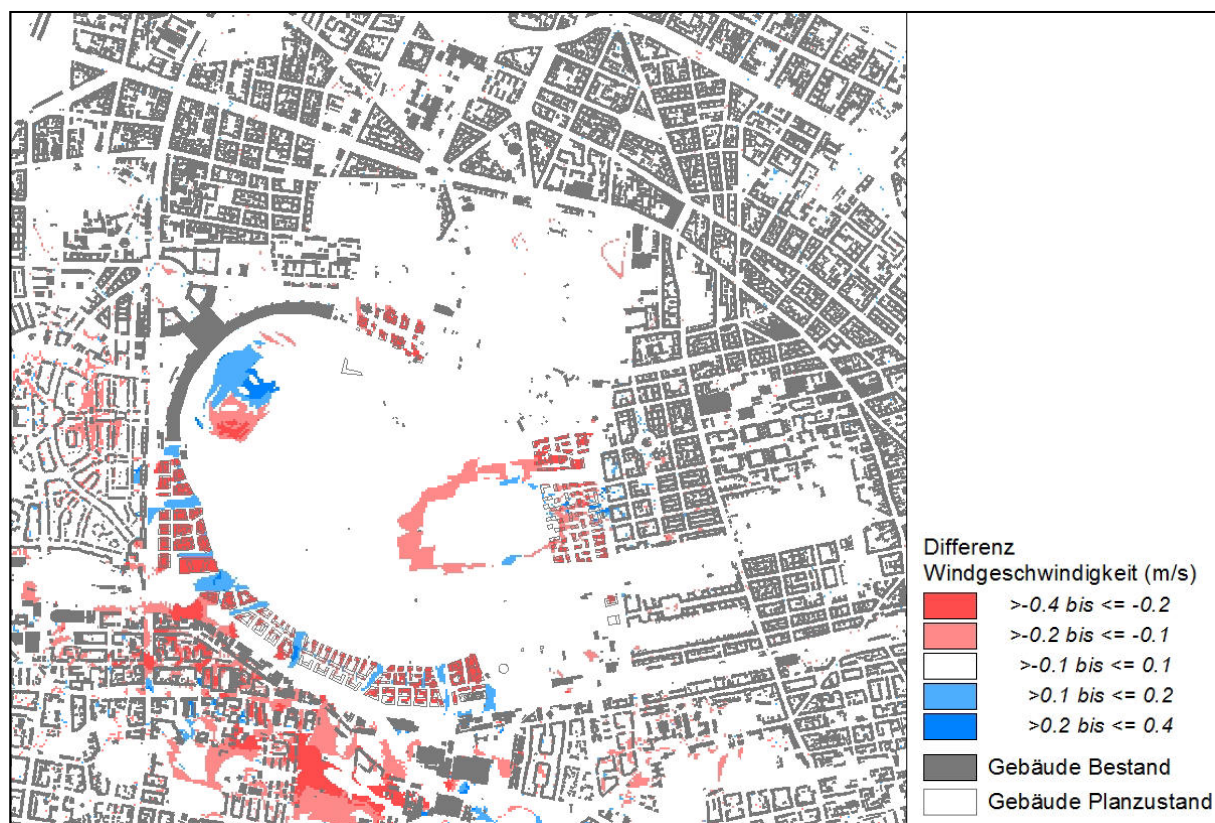 Differenz
Windgeschwindigkeit (m/s)
>-0.4 bis <= -0.2
>-0.2 bis <= -0.1
>-0.1 bis <= 0.1
>0.1 bis <= 0.2
>0.2 bis <= 0.4
Gebäude Bestand
Gebäude Planzustand